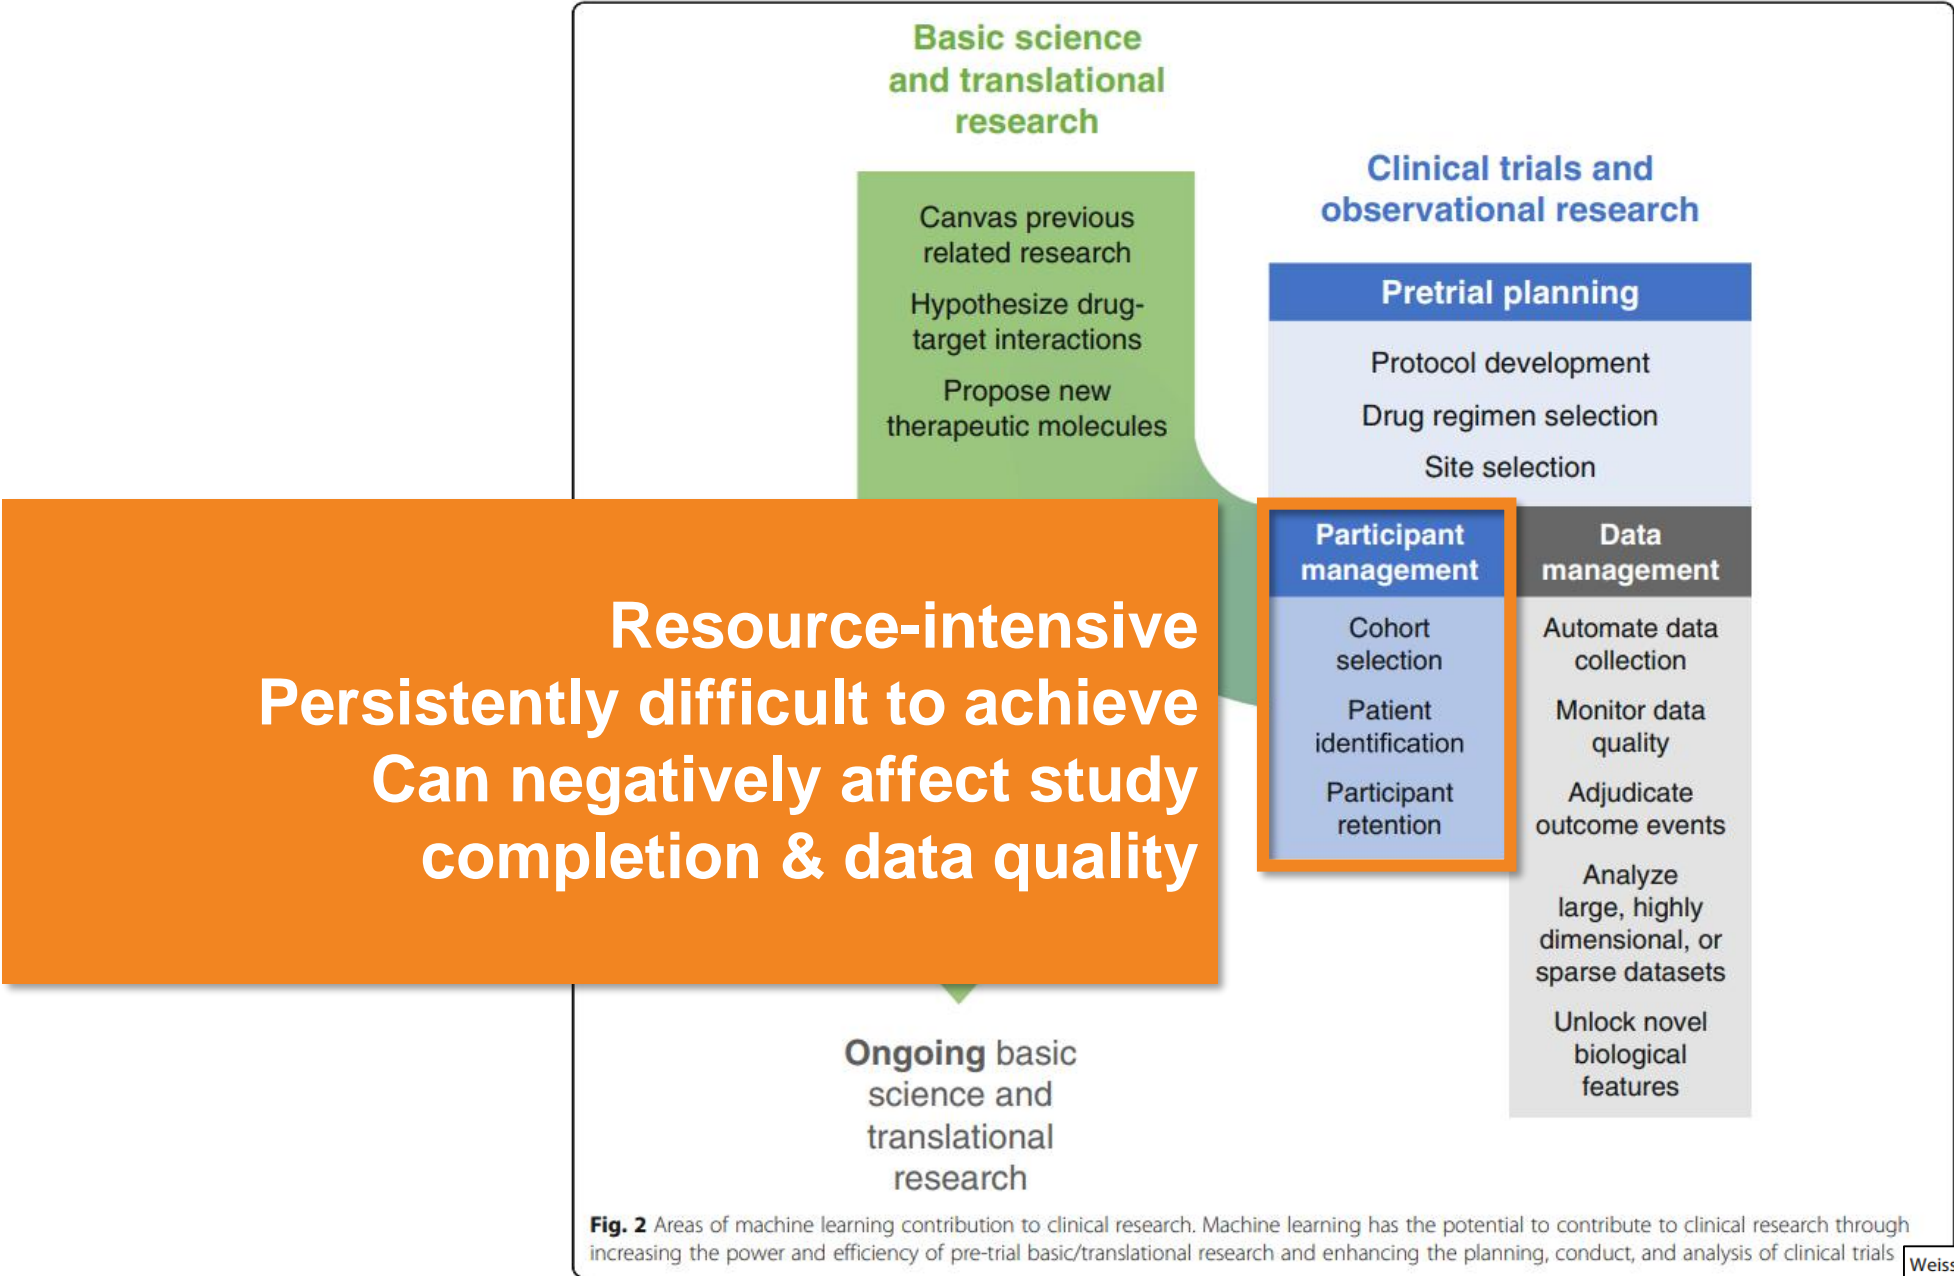 Basic science
and translational
research
Canvas previous
related research
Hypothesize drug-
target interactions
Propose new
therapeutic molecules
Clinical trials and
observational research
Pretrial planning
Protocol development
Drug regimen selection
Site selection
Participant
management
Cohort
selection
Patient
identification
Participant
retention
Data
management
Automate data
collection
Monitor data
quality
Adjudicate
outcome events
Analyze
large, highly
dimensional, or
sparse datasets
Unlock novel
biological
features
Resource-intensive
Persistently difficult to achieve
Can negatively affect study
completion & data quality
Ongoing basic
science and
translational
research
Fig. 2 Areas of machine learning contribution to clinical research. Machine learning has the potential to contribute to clinical research through
increasing the power and efficiency of pre-trial basic/translational research and enhancing the planning, conduct, and analysis of clinical trials